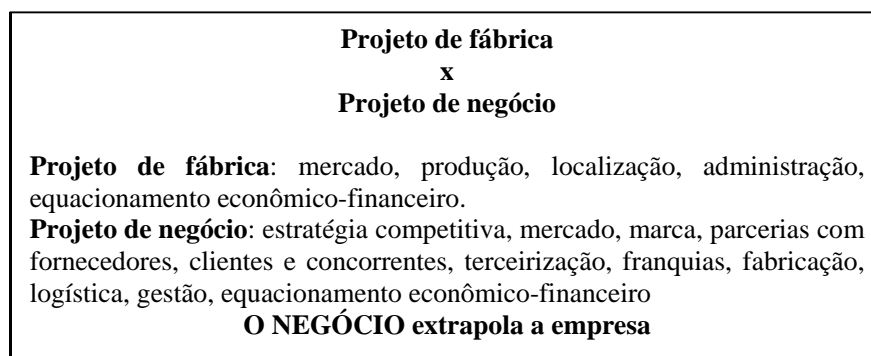 Projeto de fábrica
x
Projeto de negócio
Projeto de fábrica: mercado, produção, localização, administração,
equacionamento econômico-financeiro.
Projeto de negócio: estratégia competitiva, mercado, marca, parcerias com
fornecedores, clientes e concorrentes, terceirização, franquias, fabricação,
logística, gestão, equacionamento econômico-financeiro
O NEGÓCIO extrapola a empresa